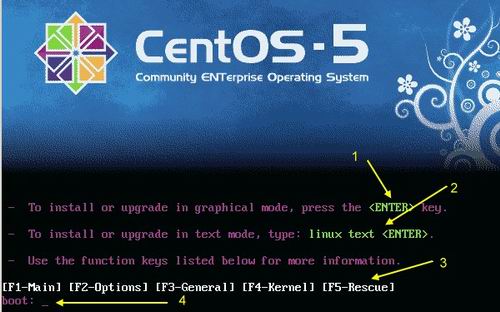 CentOS-5
Community ENTerprise Operating System
1
- To install or upgrade in graphical mode, press the <ENTER> key.
2
- To install or upgrade in text mode, type: linux text <ENTER>.
- Use the function keys listed below for more information.
3
[F1-Main] [F2-Options] [F3-General] [F4-Kernel] [F5-Rescue]
boot: _
4